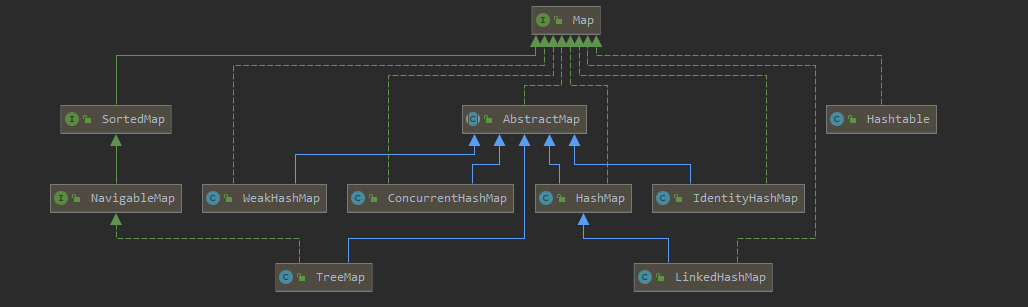 I Map
I SortedMap
C AbstractMap
C Hashtable
I NavigableMap
C WeakHashMap
C ConcurrentHashMap
C HashMap
C IdentityHashMap
C TreeMap
C LinkedHashMap